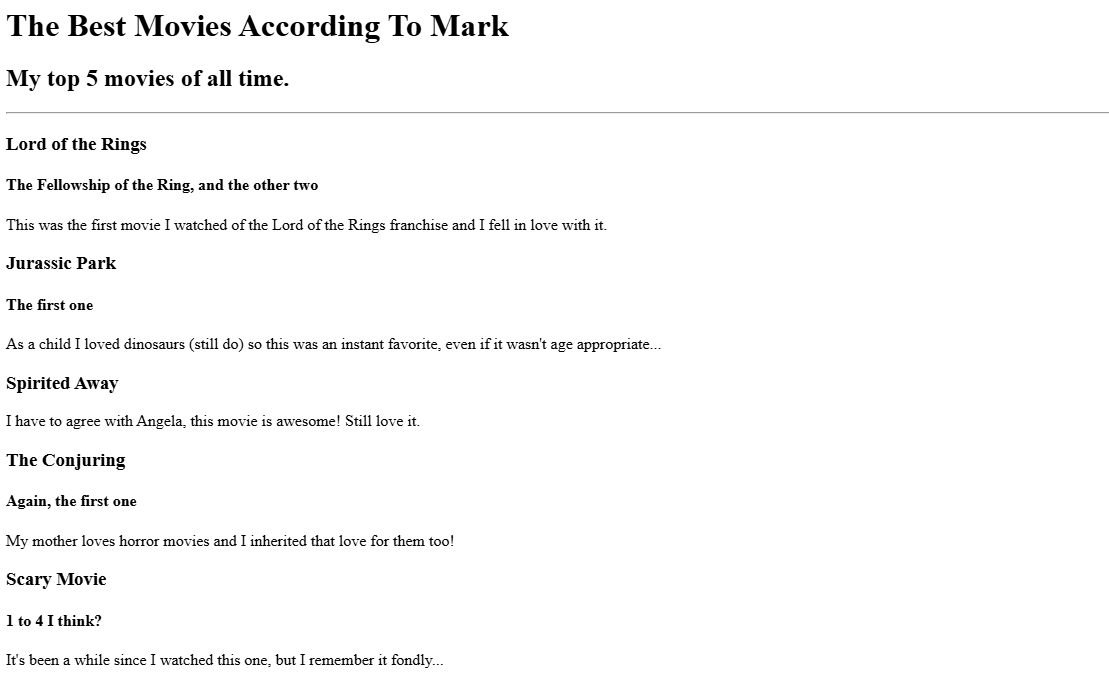 The Best Movies According To Mark
My top 5 movies of all time.
Lord of the Rings
The Fellowship of the Ring, and the other two
This was the first movie I watched of the Lord of the Rings franchise and I fell in love with it.
Jurassic Park
The first one
As a child I loved dinosaurs (still do) so this was an instant favorite, even if it wasn't age appropriate...
Spirited Away
I have to agree with Angela, this movie is awesome! Still love it.
The Conjuring
Again, the first one
My mother loves horror movies and I inherited that love for them too!
Scary Movie
1 to 4 I think?
It's been a while since I watched this one, but I remember it fondly...